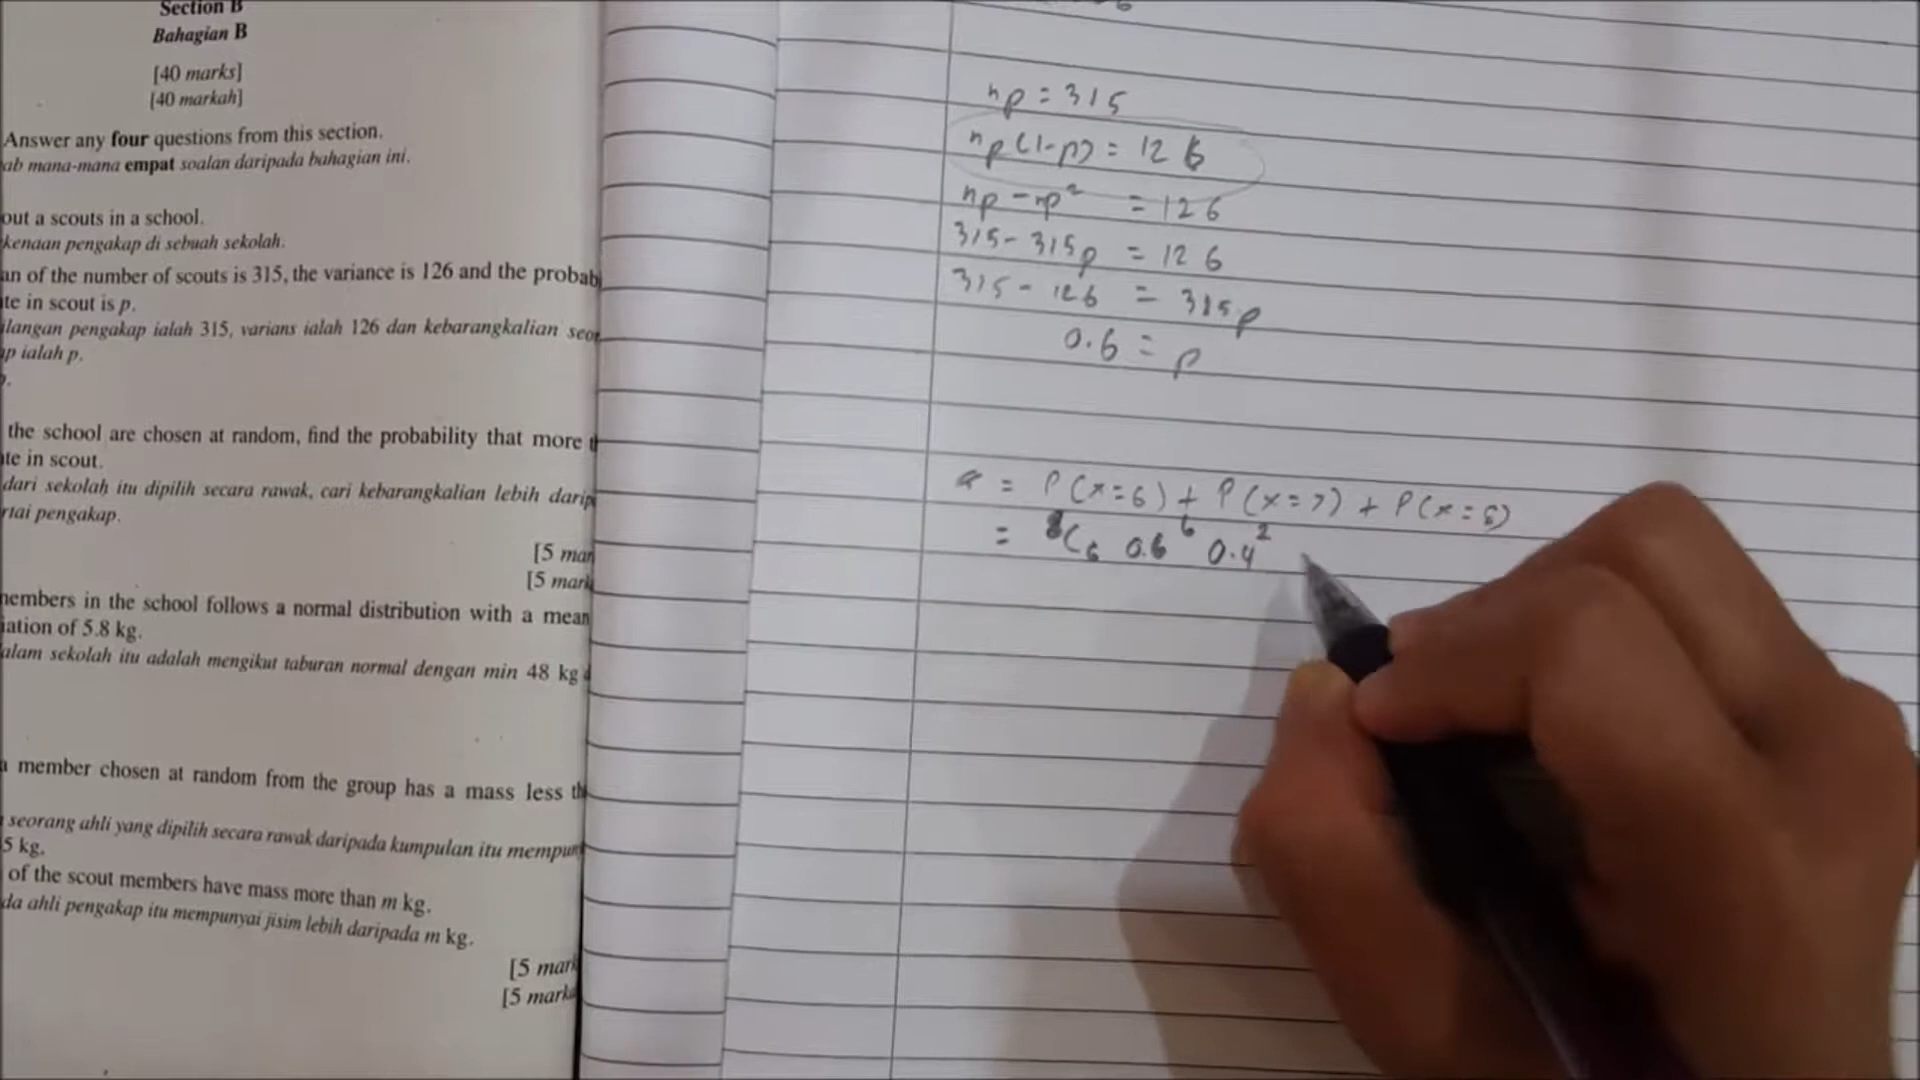 Section B
Bahagian B
[40 marks]
[40 markah]
Answer any four questions from this section.
ab mana-mana empat soalan daripada bahagian ini.
out a scouts in a school.
kenaan pengakap di sebuah sekolah.
an of the number of scouts is 315, the variance is 126 and the probab
te in scout is p.
ilangan pengakap ialah 315, varians ialah 126 dan kebarangkalian seor
ap ialah p.
the school are chosen at random, find the probability that more t
te in scout.
dari sekolah itu dipilih secara rawak, cari kebarangkalian lebih darip
rtai pengakap.
[5 mar
[5 mark
nembers in the school follows a normal distribution with a mean
iation of 5.8 kg.
alam sekolah itu adalah mengikut taburan normal dengan min 48 kg d
a member chosen at random from the group has a mass less th
seorang ahli yang dipilih secara rawak daripada kumpulan itu mempun
5 kg.
of the scout members have mass more than m kg.
da ahli pengakap itu mempunyai jisim lebih daripada m kg.
[5 mark
[5 marka
np = 315
np(1-p) = 126
np - np² = 126
315 - 315p = 126
315 - 126 = 315p
0.6 = p
= P(x=6) + P(x=7) + P(x=8)
= ⁸C₆ 0.6⁶ 0.4²